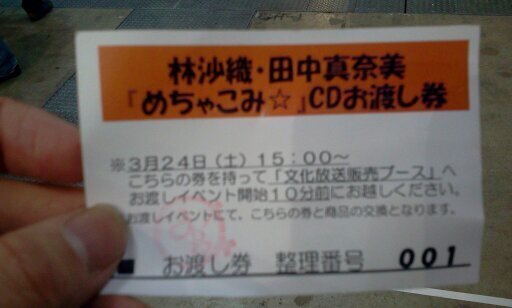 林沙織・田中真奈美
『めちゃこみ☆』CDお渡し券
※3月24日(土)15:00～
こちらの券を持って「文化放送販売ブース」へ
お渡しイベント開始10分前にお越しください。
お渡しイベントにて、こちらの券と商品の交換となります。
お渡し券 整理番号 001